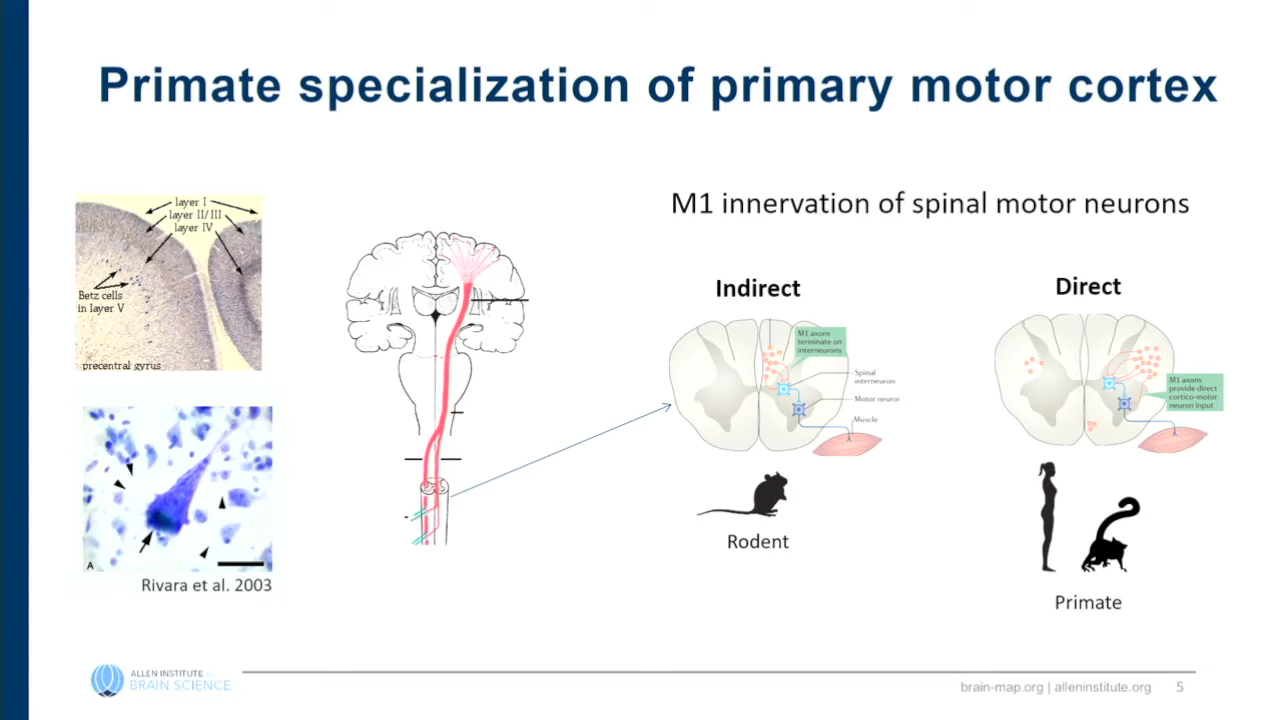 Primate specialization of primary motor cortex
layer I
layer II/III
layer IV
Betz cells
in layer V
precentral gyrus
A
Rivara et al. 2003
M1 innervation of spinal motor neurons
Indirect
M1 axons
terminate on
interneurons
Spinal
interneuron
Motor neuron
Muscle
Rodent
Direct
M1 axons
provide direct
cortico-motor
neuron input
Primate
ALLEN INSTITUTE for
BRAIN SCIENCE
brain-map.org | alleninstitute.org 5